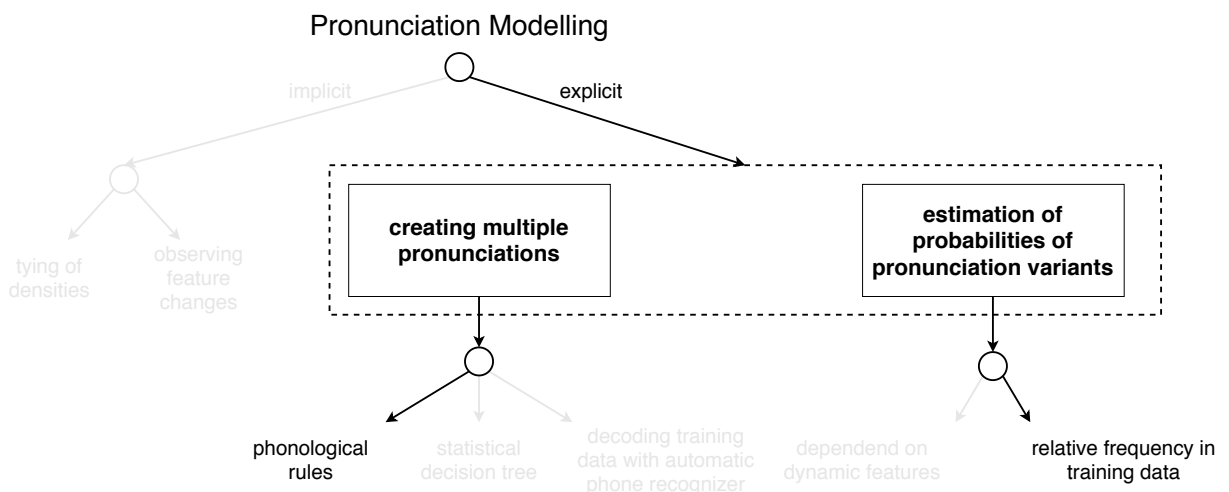 Pronunciation Modelling
implicit
explicit
creating multiple
pronunciations
estimation of
probabilities of
pronunciation variants
tying of
densities
observing
feature
changes
phonological
rules
statistical
decision tree
decoding training
data with automatic
phone recognizer
dependend on
dynamic features
relative frequency in
training data